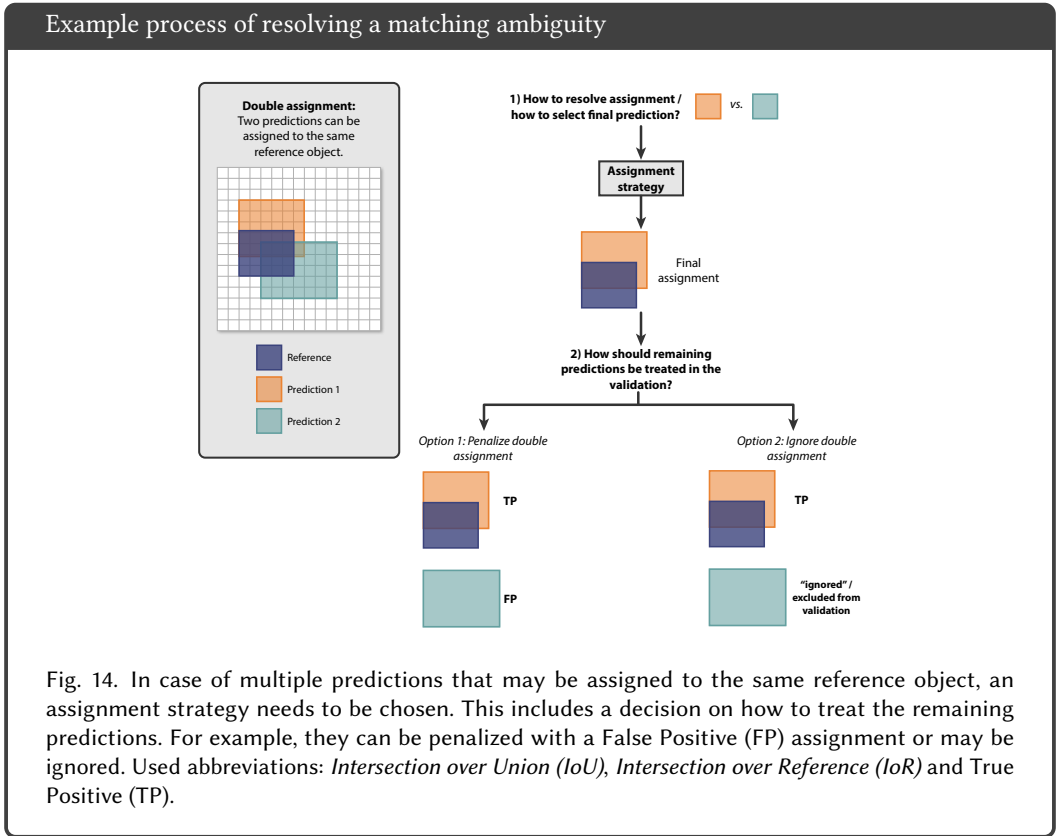 Example process of resolving a matching ambiguity
Double assignment:
Two predictions can be
assigned to the same
reference object.
Reference
Prediction 1
Prediction 2
1) How to resolve assignment /
how to select final prediction?
vs.
Assignment
strategy
Final
assignment
2) How should remaining
predictions be treated in the
validation?
Option 1: Penalize double
assignment
TP
FP
Option 2: Ignore double
assignment
TP
"ignored" /
excluded from
validation
Fig. 14. In case of multiple predictions that may be assigned to the same reference object, an
assignment strategy needs to be chosen. This includes a decision on how to treat the remaining
predictions. For example, they can be penalized with a False Positive (FP) assignment or may be
ignored. Used abbreviations: Intersection over Union (IoU), Intersection over Reference (IoR) and True
Positive (TP).